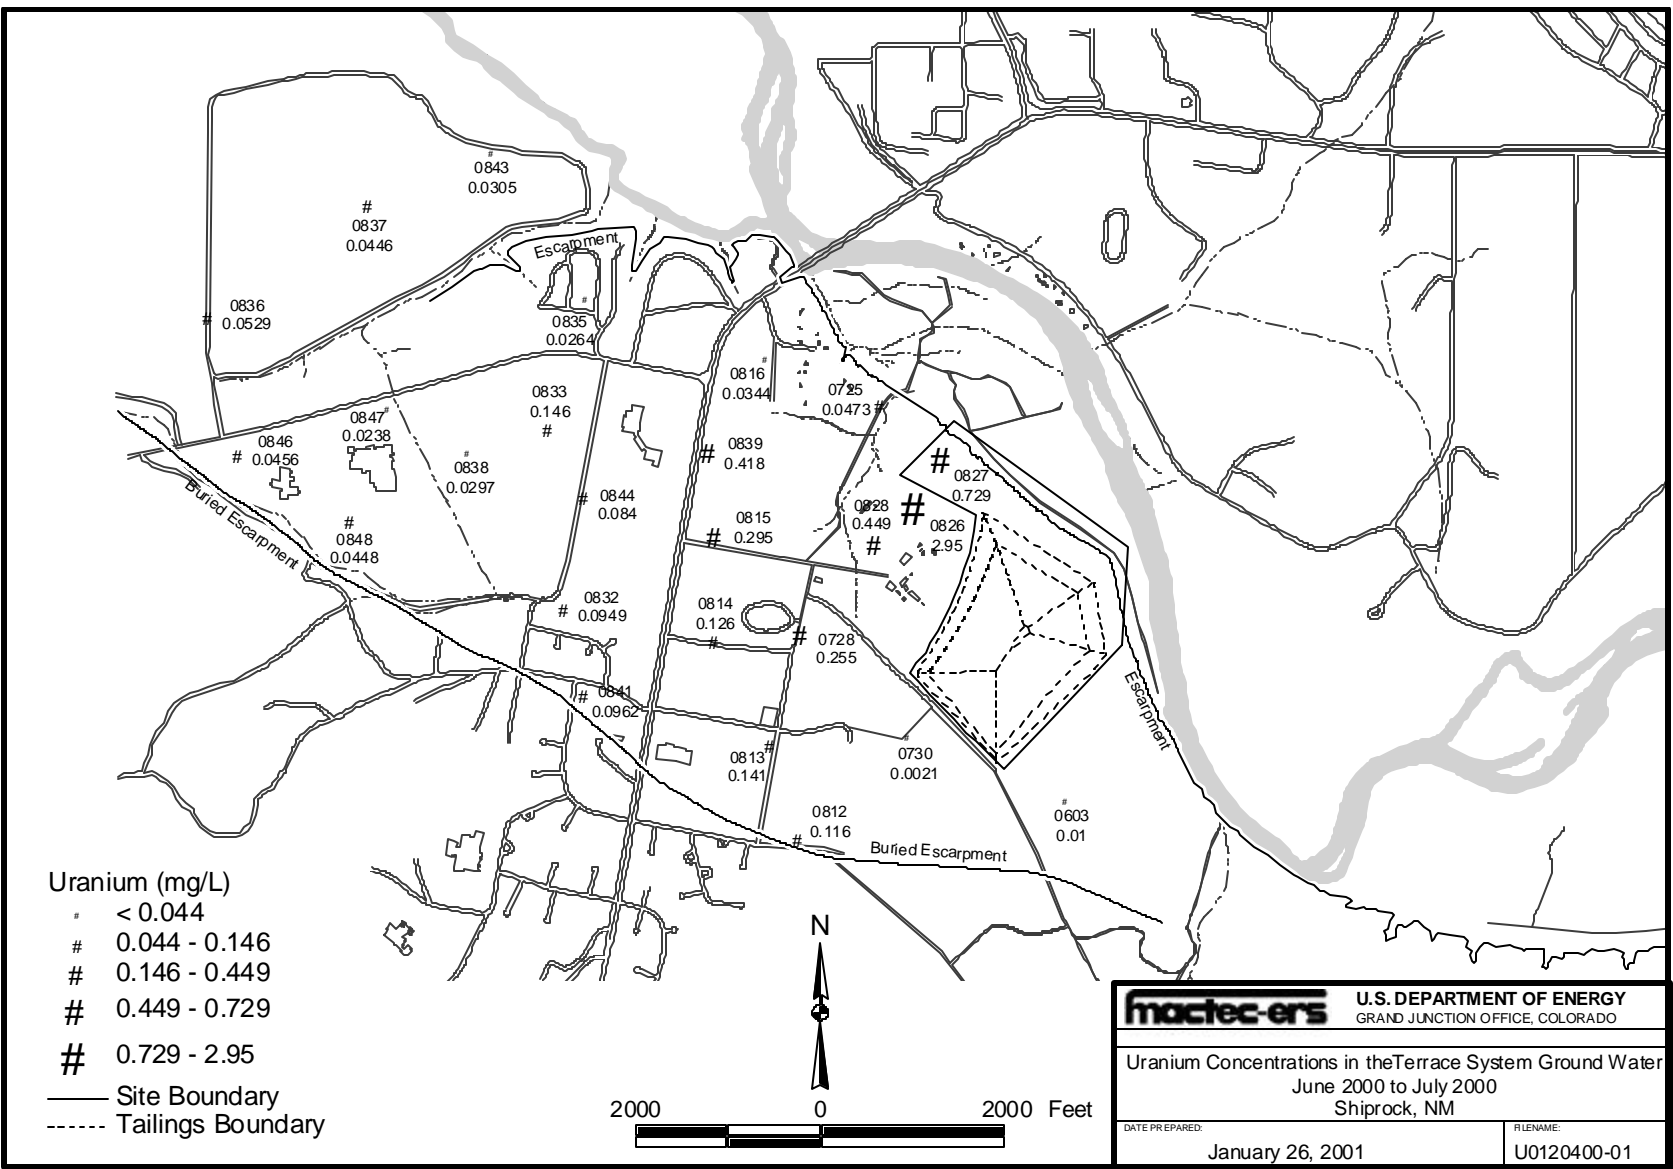 0843
0.0305
#
0837
0.0446
Escarpment
0836
0.0529
0835
0.0264
0816
0.0344
0725
0.0473
0833
0.146
#
0847
0.0238
0846
# 0.0456
0838
0.0297
0839
# 0.418
# 0827
0.729
0844
# 0.084
0828
0.449
#
# 0826
2.95
Buried Escarpment
#
0848
0.0448
0815
# 0.295
0832
# 0.0949
0814
0.126
#
# 0728
0.255
0841
# 0.0962
Escarpment
0813 #
0.141
0730
0.0021
0812
# 0.116
0603
0.01
Buried Escarpment
Uranium (mg/L)
# < 0.044
# 0.044 - 0.146
# 0.146 - 0.449
# 0.449 - 0.729
# 0.729 - 2.95
Site Boundary
Tailings Boundary
N
2000 0 2000 Feet
mactec-ers
U.S. DEPARTMENT OF ENERGY
GRAND JUNCTION OFFICE, COLORADO
Uranium Concentrations in theTerrace System Ground Water
June 2000 to July 2000
Shiprock, NM
DATE PREPARED:
January 26, 2001
FILENAME:
U0120400-01